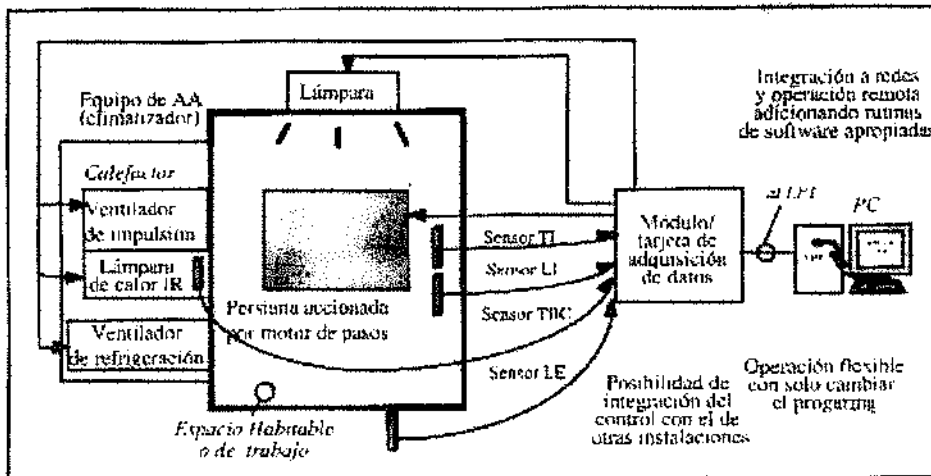 Lámpara
Equipo de AA
(climatizador)
Calefactor
Ventilador
de impulsión
Lámpara
de calor IR
Ventilador
de refrigeración
Persiana accionada
por motor de pasos
Espacio Habitable
o de trabajo
Sensor TI
Sensor LI
Sensor TBC
Sensor LE
Módulo/
tarjeta de
adquisición
de datos
Integración a redes
y operación remota
adicionando rutinas
de software apropiadas
al LPT
PC
Posibilidad de
integración del
control con el de
otras instalaciones
Operación flexible
con solo cambiar
el